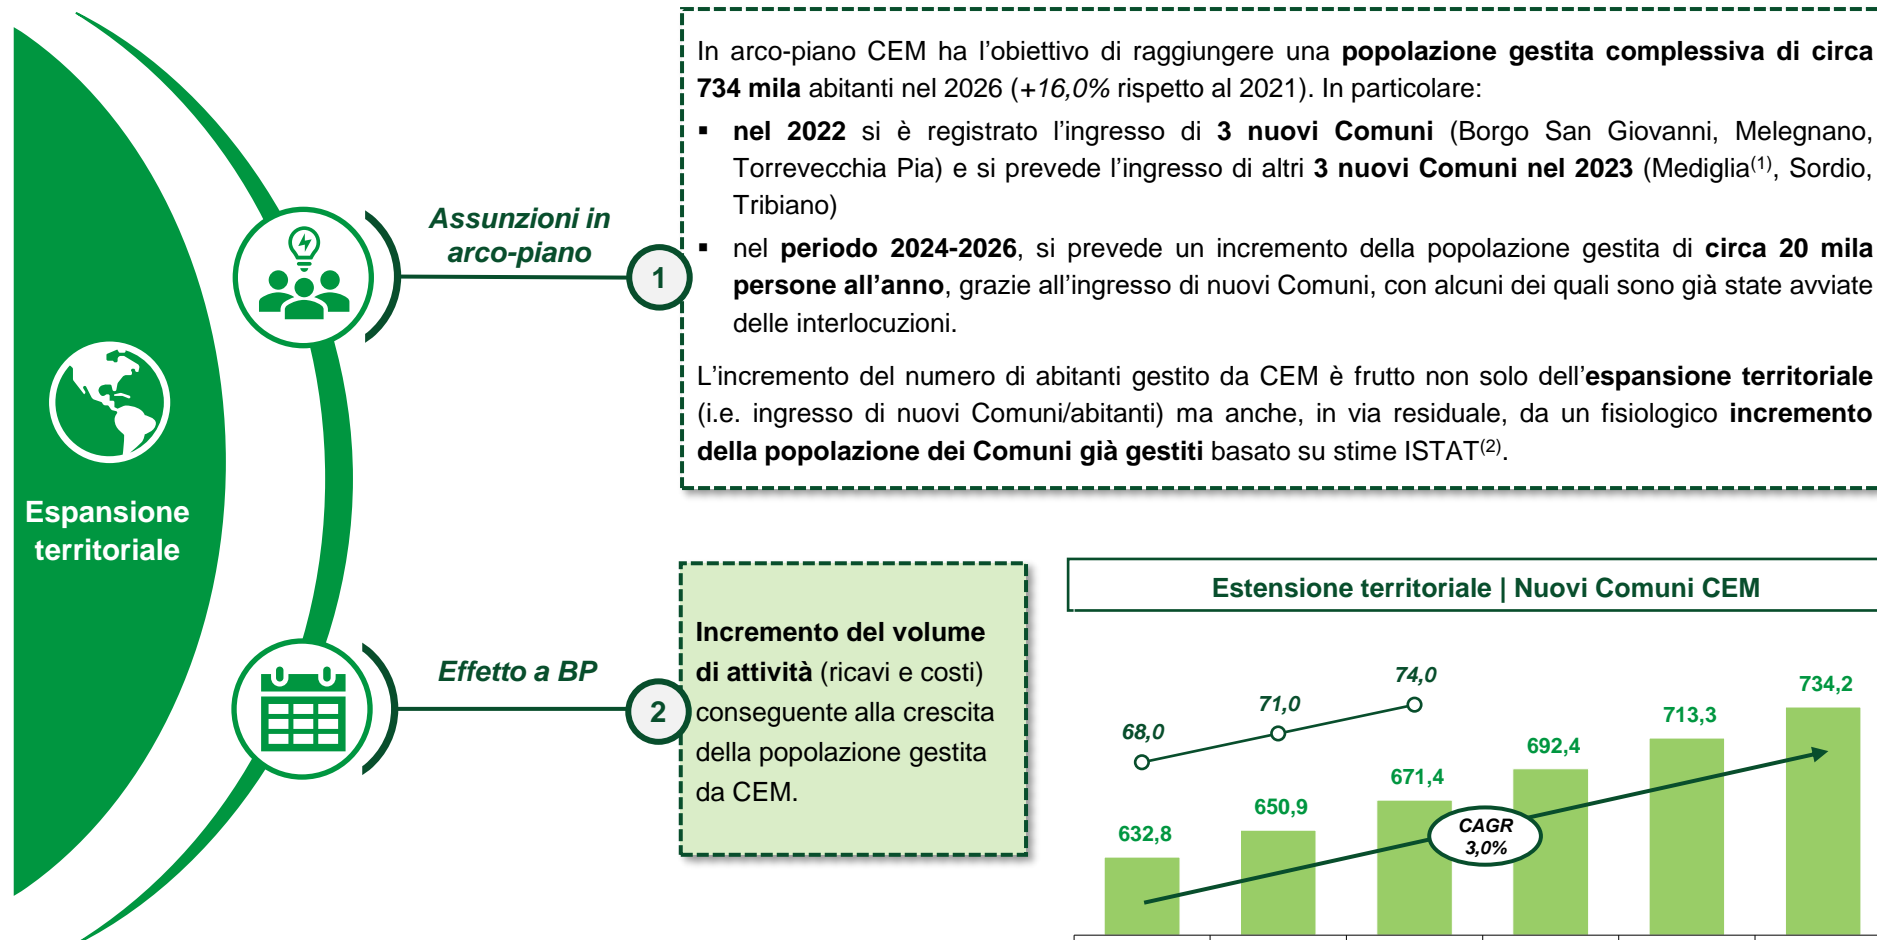 In arco-piano CEM ha l’obiettivo di raggiungere una popolazione gestita complessiva di circa
734 mila abitanti nel 2026 (+16,0% rispetto al 2021). In particolare:
▪ nel 2022 si è registrato l’ingresso di 3 nuovi Comuni (Borgo San Giovanni, Melegnano,
Torrevecchia Pia) e si prevede l’ingresso di altri 3 nuovi Comuni nel 2023 (Mediglia(1), Sordio,
Tribiano)
▪ nel periodo 2024-2026, si prevede un incremento della popolazione gestita di circa 20 mila
persone all’anno, grazie all’ingresso di nuovi Comuni, con alcuni dei quali sono già state avviate
delle interlocuzioni.
L’incremento del numero di abitanti gestito da CEM è frutto non solo dell’espansione territoriale
(i.e. ingresso di nuovi Comuni/abitanti) ma anche, in via residuale, da un fisiologico incremento
della popolazione dei Comuni già gestiti basato su stime ISTAT(2).
Assunzioni in
arco-piano
1
Espansione
territoriale
Effetto a BP
2
Incremento del volume
di attività (ricavi e costi)
conseguente alla crescita
della popolazione gestita
da CEM.
Estensione territoriale | Nuovi Comuni CEM
68,0
71,0
74,0
632,8
650,9
671,4
692,4
713,3
734,2
CAGR
3,0%